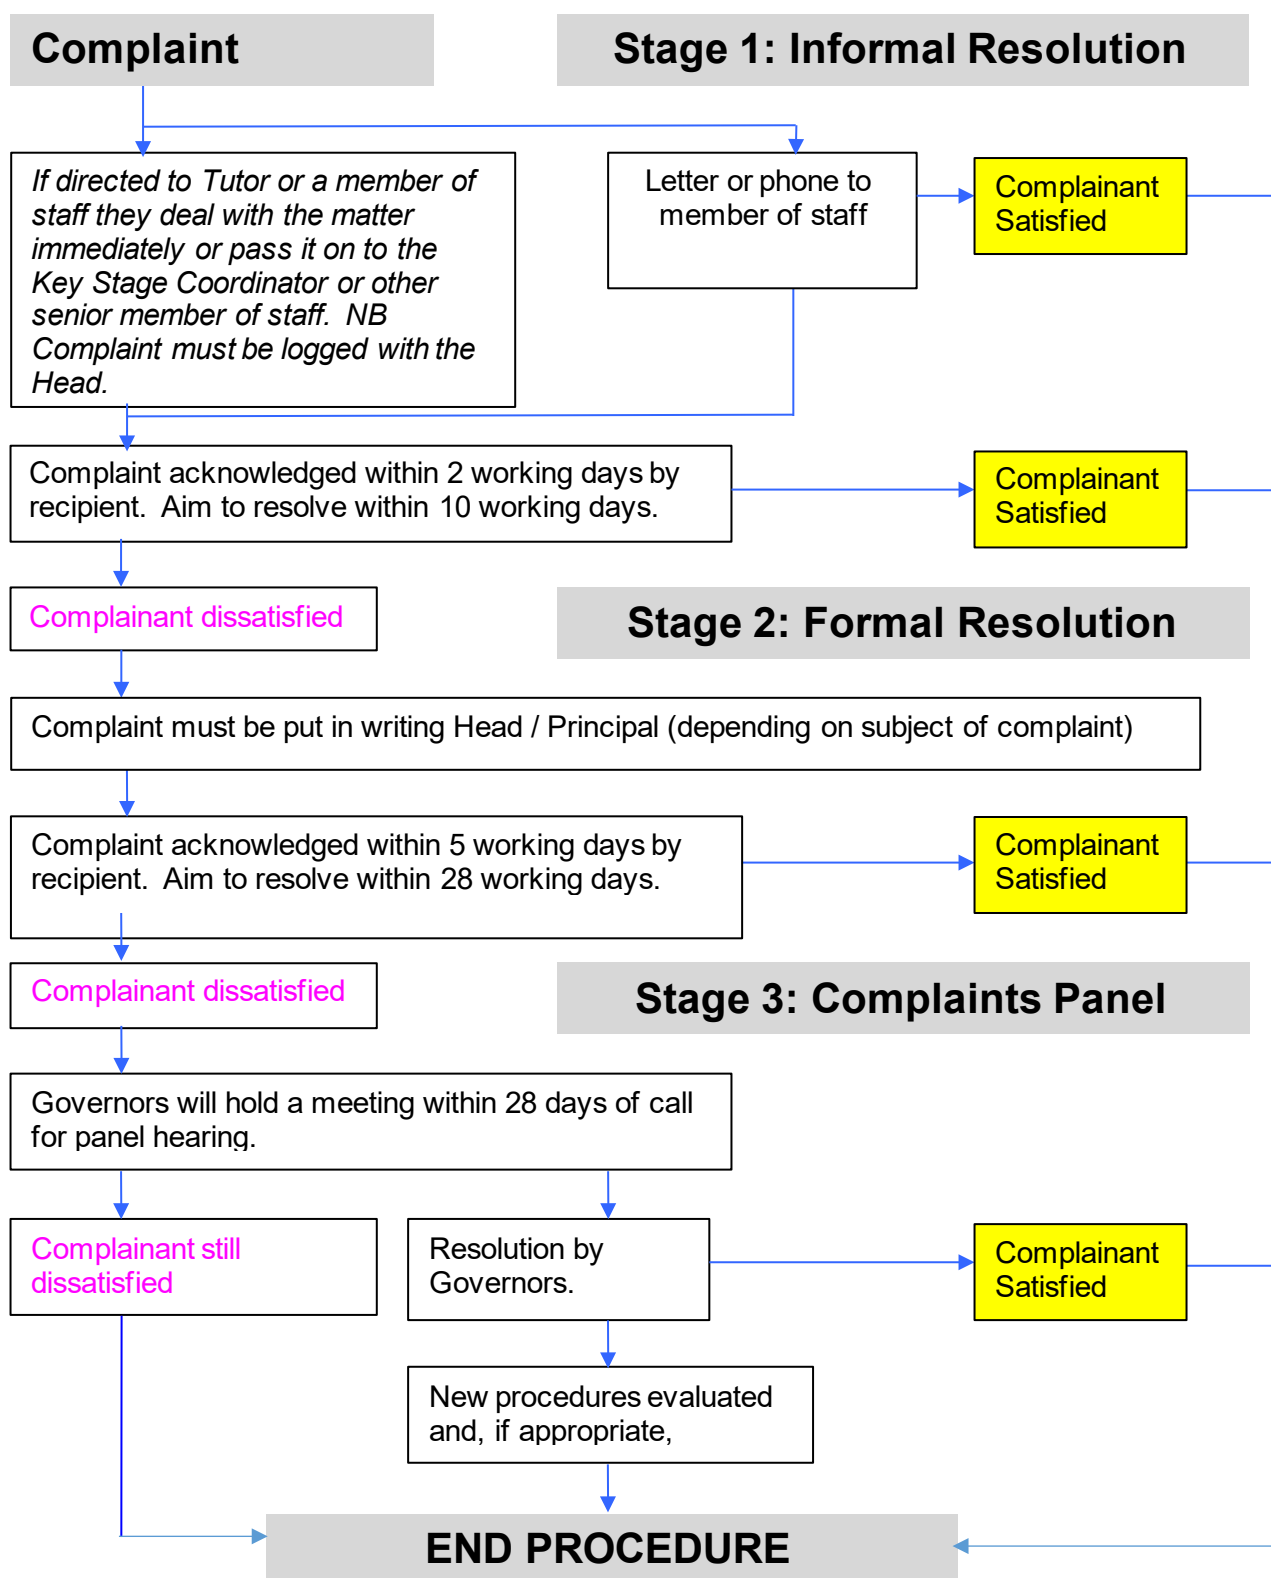 Complaint
Stage 1: Informal Resolution
If directed to Tutor or a member of
staff they deal with the matter
immediately or pass it on to the
Key Stage Coordinator or other
senior member of staff.  NB
Complaint must be logged with the
Head.
Letter or phone to
member of staff
Complainant
Satisfied
Complaint acknowledged within 2 working days by
recipient.  Aim to resolve within 10 working days.
Complainant
Satisfied
Complainant dissatisfied
Stage 2: Formal Resolution
Complaint must be put in writing Head / Principal (depending on subject of complaint)
Complaint acknowledged within 5 working days by
recipient.  Aim to resolve within 28 working days.
Complainant
Satisfied
Complainant dissatisfied
Stage 3: Complaints Panel
Governors will hold a meeting within 28 days of call
for panel hearing.
Complainant still
dissatisfied
Resolution by
Governors.
Complainant
Satisfied
New procedures evaluated
and, if appropriate,
END PROCEDURE